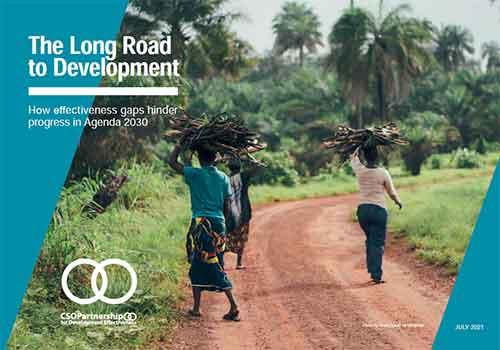 The Long Road
to Development
How effectiveness gaps hinder
progress in Agenda 2030
CSOPartnership
for Development Effectiveness
JULY 2021